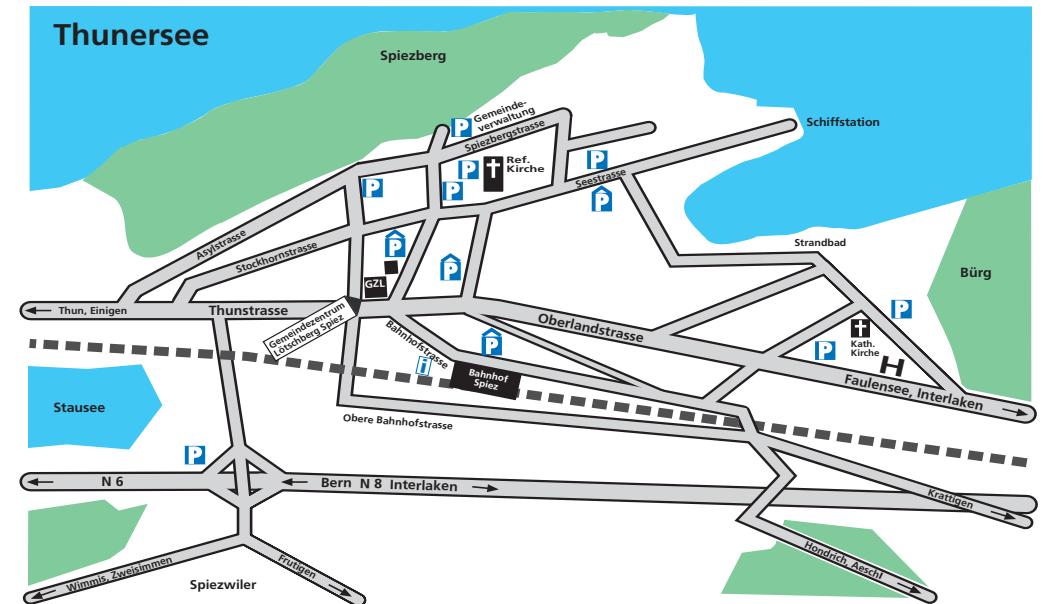 Thunersee
Spiezberg
P
Gemeinde-
verwaltung
Spiezbergstrasse
Schiffstation
P
Ref.
Kirche
P
P
P
Seestrasse
P
Asylstrasse
Stockhornstrasse
P
Strandbad
P
Bürg
GZL
Thun, Einigen
Thunstrasse
Gemeindezentrum
Lötschberg Spiez
Bahnhofstrasse
P
Oberlandstrasse
P
Kath.
Kirche
P
H
i
Bahnhof
Spiez
Faulensee, Interlaken
Stausee
Obere Bahnhofstrasse
P
N 6
Bern N 8 Interlaken
Krattigen
Hondrich, Aeschl
Wimmis, Zweisimmen
Frutigen
Spiezwiler